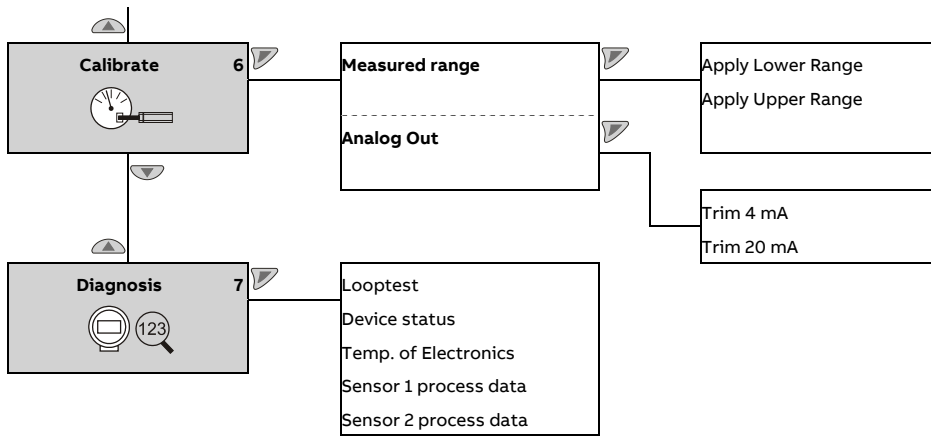 Calibrate 6
Measured range
Apply Lower Range
Apply Upper Range
Analog Out
Trim 4 mA
Trim 20 mA
Diagnosis 7
123
Looptest
Device status
Temp. of Electronics
Sensor 1 process data
Sensor 2 process data